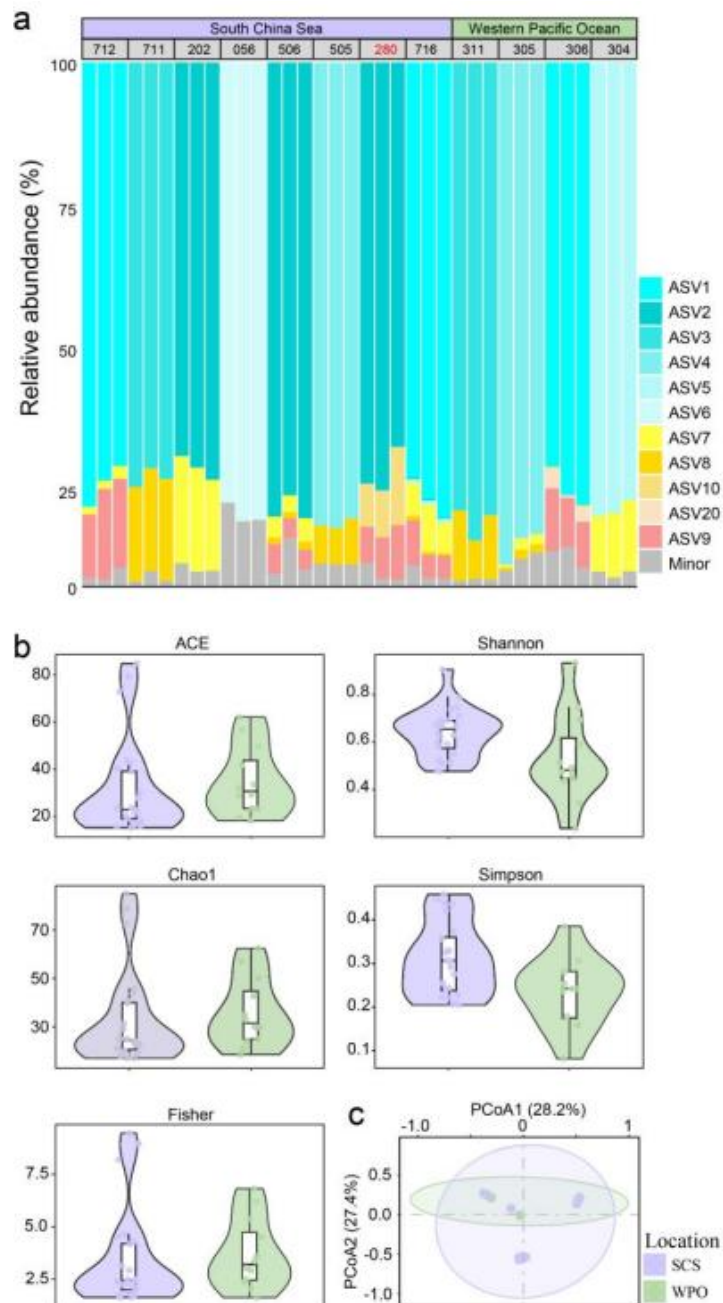 a
South China Sea Western Pacific Ocean
712 711 202 056 506 505 280 716 311 305 306 304
Relative abundance (%)
100
75
50
25
0
ASV1
ASV2
ASV3
ASV4
ASV5
ASV6
ASV7
ASV8
ASV10
ASV20
ASV9
Minor
b
ACE
80
60
40
20
Shannon
0.8
0.6
0.4
Chao1
70
50
30
Simpson
0.4
0.3
0.2
0.1
Fisher
7.5
5.0
2.5
c
PCoA1 (28.2%)
-1.0 0 1
PCoA2 (27.4%)
0.5
0.0
-0.5
-1.0
Location
SCS
WPO